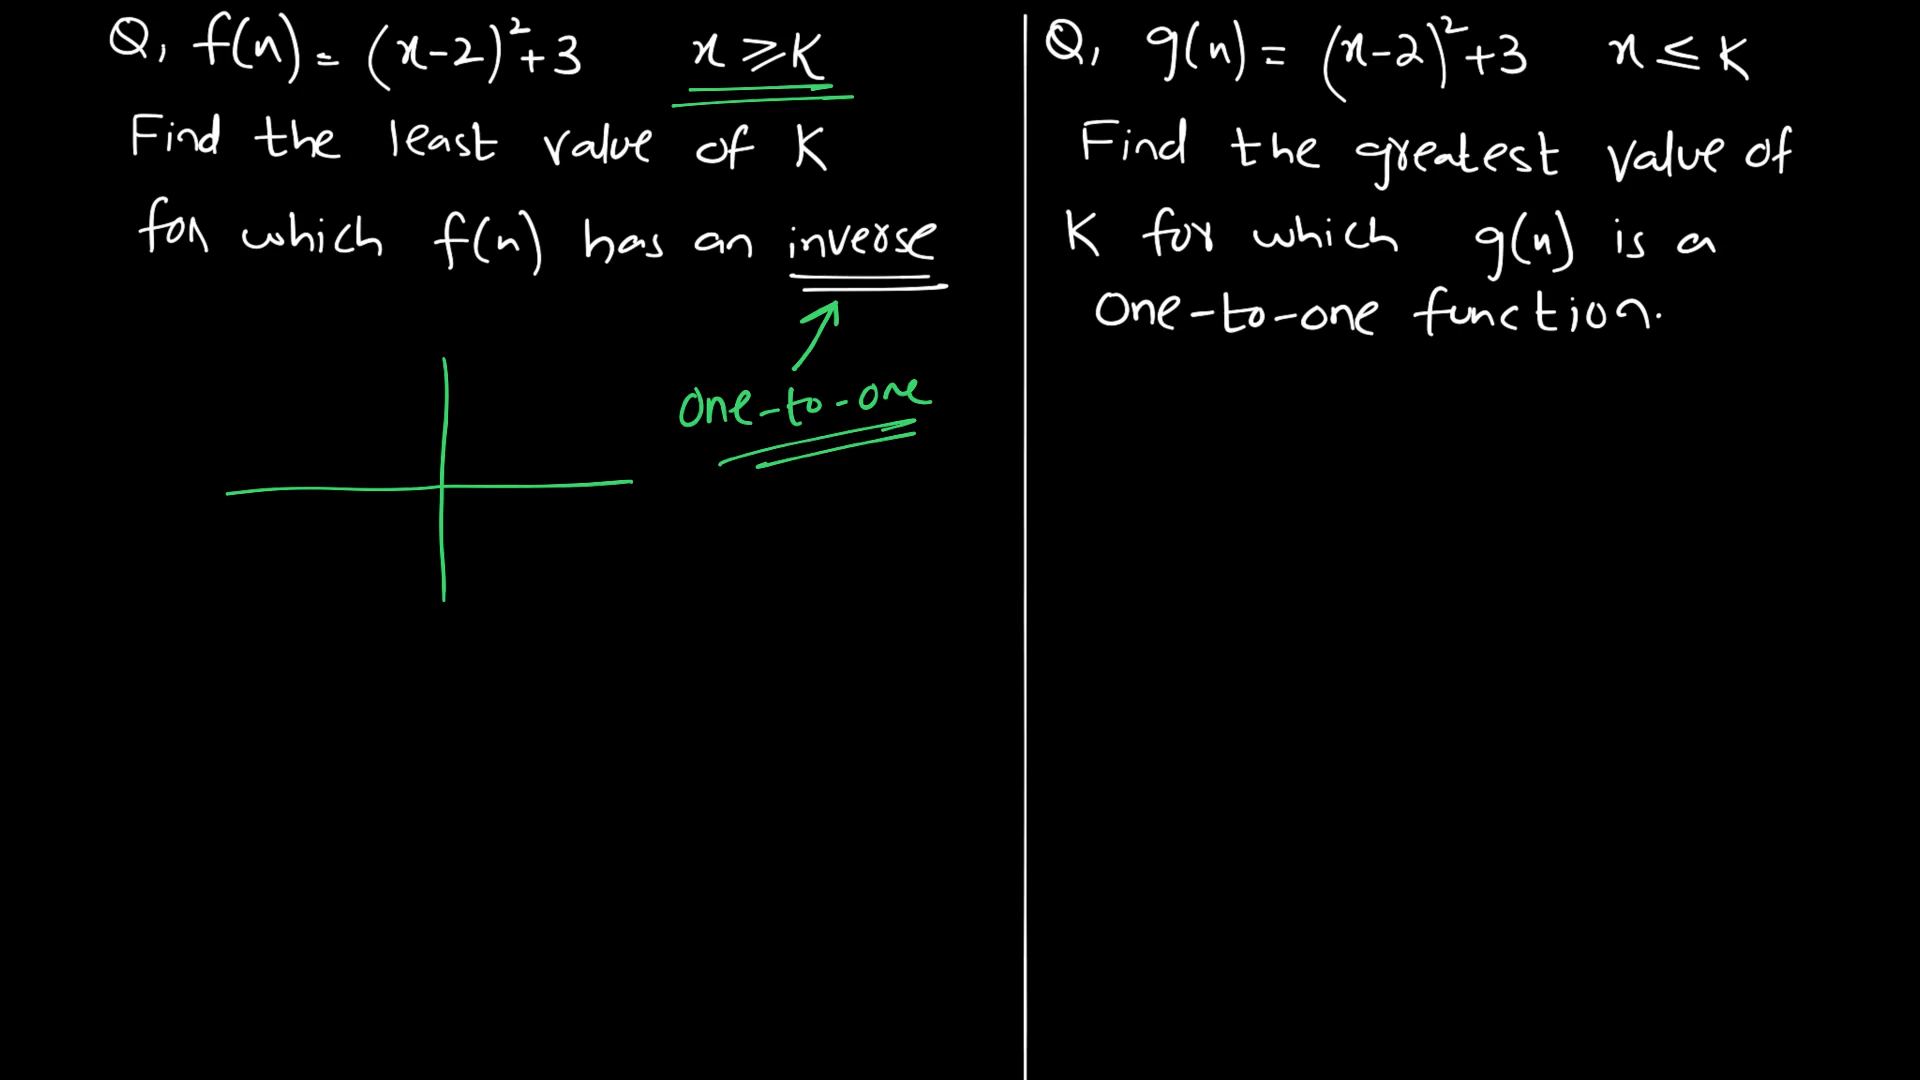 Q, f(x) = (x-2)²+3 x ⩾ K
Find the least value of K
for which f(x) has an inverse
one-to-one
Q, g(x) = (x-2)²+3 x ≤ K
Find the greatest value of
K for which g(x) is a
one-to-one function.